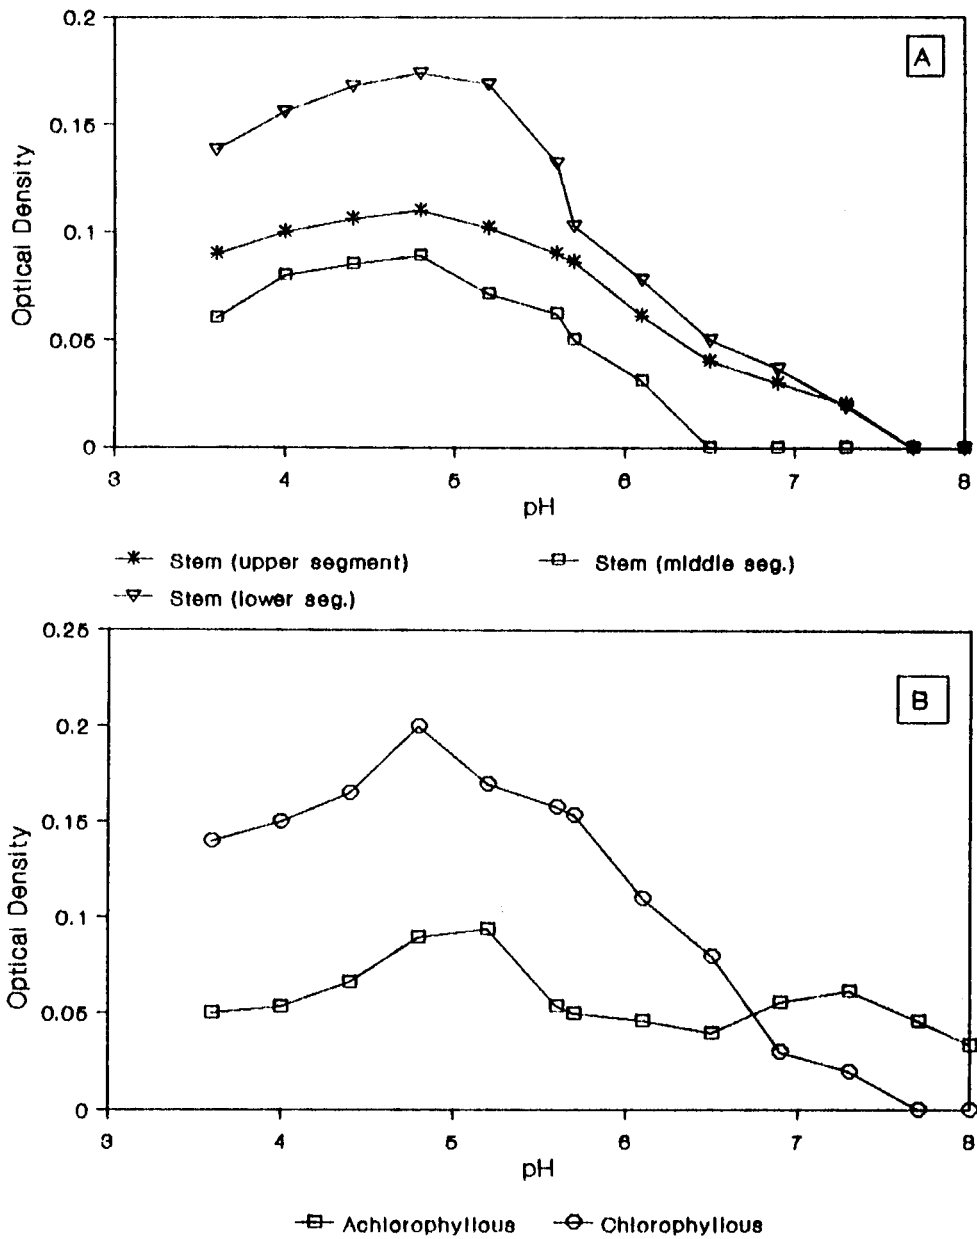 0.2
A
0.15
0.1
0.05
0
Optical Density
3 4 5 6 7 8
pH
Stem (upper segment) Stem (middle seg.)
Stem (lower seg.)
0.25
B
0.2
0.15
0.1
0.05
0
Optical Density
3 4 5 6 7 8
pH
Achlorophyllous Chlorophyllous